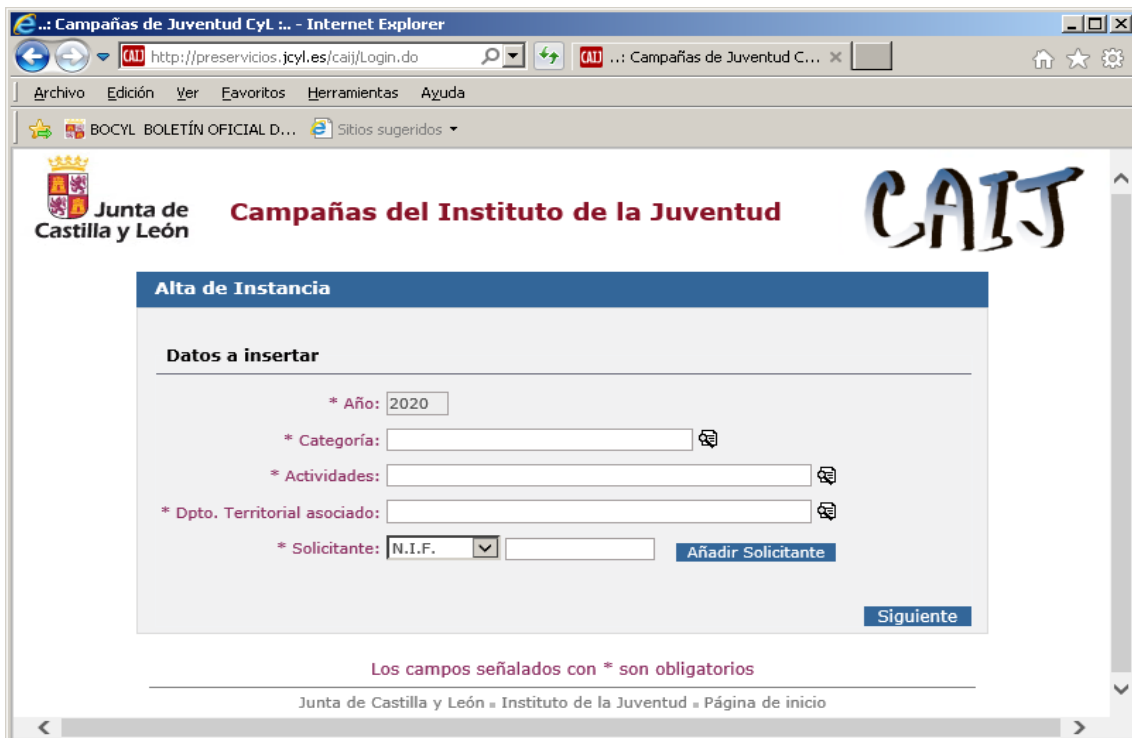 ..: Campañas de Juventud CyL :.. - Internet Explorer
CAIJ http://preservicios.jcyl.es/caij/Login.do CAIJ ..: Campañas de Juventud C...
Archivo Edición Ver Favoritos Herramientas Ayuda
BOCYL BOLETÍN OFICIAL D... Sitios sugeridos
Junta de
Castilla y León
Campañas del Instituto de la Juventud
CAIJ
Alta de Instancia
Datos a insertar
* Año: 2020
* Categoría:
* Actividades:
* Dpto. Territorial asociado:
* Solicitante: N.I.F. Añadir Solicitante
Siguiente
Los campos señalados con * son obligatorios
Junta de Castilla y León Instituto de la Juventud Página de inicio